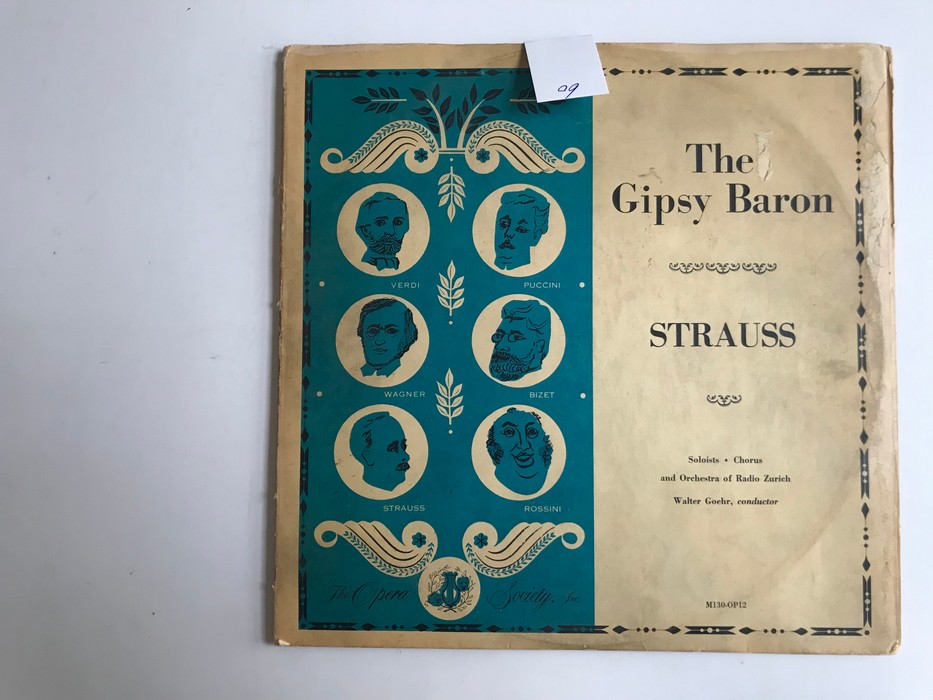 09
VERDI
PUCCINI
WAGNER
BIZET
STRAUSS
ROSSINI
The Opera Society, Inc.
The
Gipsy Baron
STRAUSS
Soloists • Chorus
and Orchestra of Radio Zurich
Walter Goehr, conductor
M130-OP12